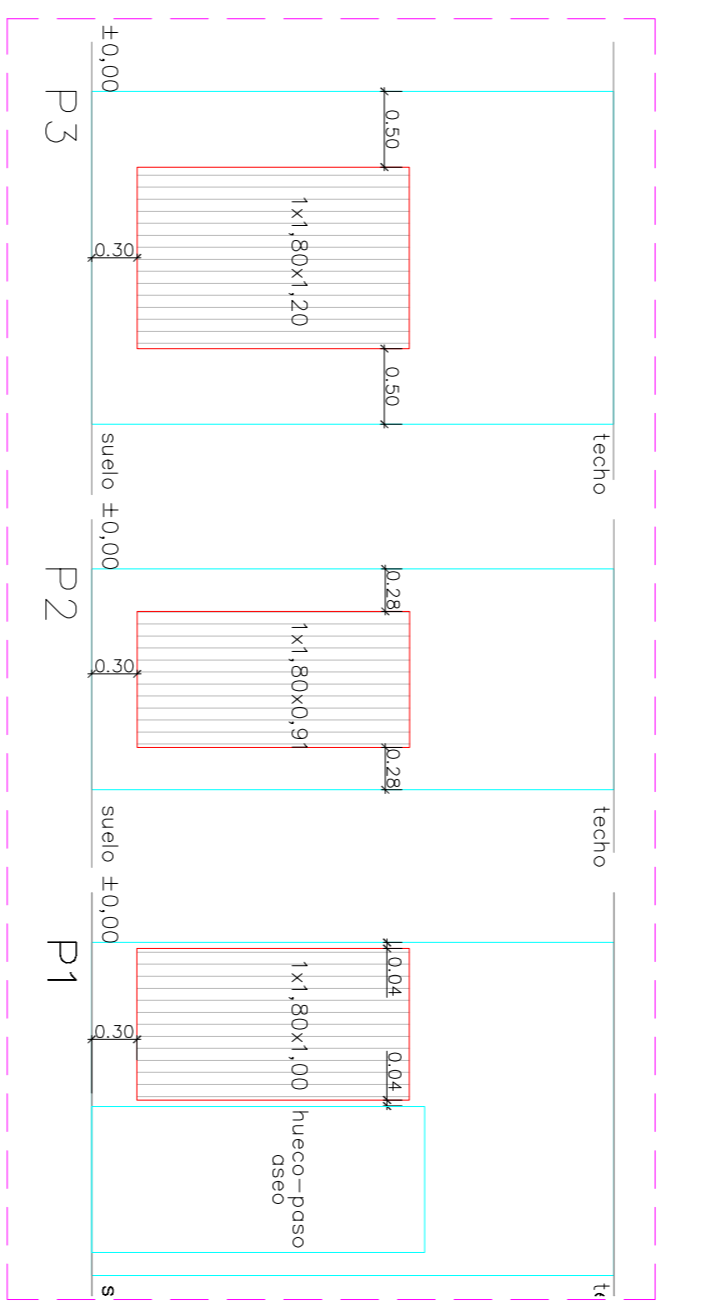 ±0,00
P3
0.50
1x1,80x1,20
0.50
0.30
suelo
techo
±0,00
P2
0.28
1x1,80x0,91
0.28
0.30
suelo
techo
±0,00
P1
0.04
1x1,80x1,00
0.04
0.30
hueco-paso
aseo
s
te